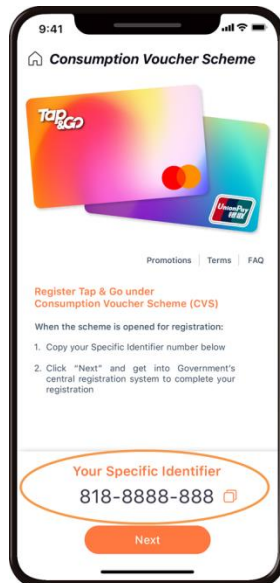 9:41
Consumption Voucher Scheme
Tap
&Go
UnionPay
银联
Promotions | Terms | FAQ
Register Tap & Go under
Consumption Voucher Scheme (CVS)
When the scheme is opened for registration:
1. Copy your Specific Identifier number below
2. Click "Next" and get into Government's
central registration system to complete your
registration
Your Specific Identifier
818-8888-888
Next